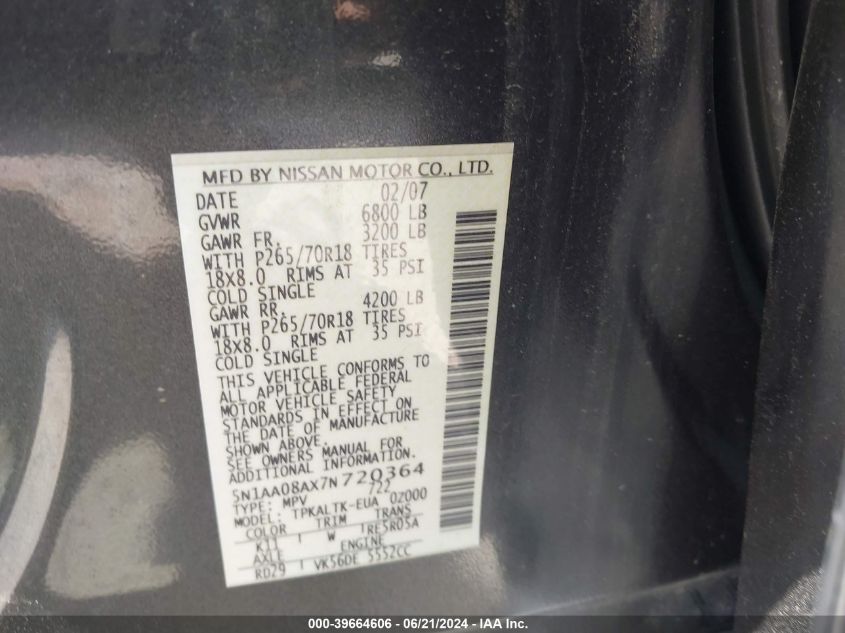 MFD BY NISSAN MOTOR CO., LTD.
DATE 02/07
GVWR 6800 LB
GAWR FR. 3200 LB
WITH P265/70R18 TIRES
18X8.0 RIMS AT 35 PSI
COLD SINGLE
GAWR RR. 4200 LB
WITH P265/70R18 TIRES
18X8.0 RIMS AT 35 PSI
COLD SINGLE
THIS VEHICLE CONFORMS TO
ALL APPLICABLE FEDERAL
MOTOR VEHICLE SAFETY
STANDARDS IN EFFECT ON
THE DATE OF MANUFACTURE
SHOWN ABOVE.
SEE OWNERS MANUAL FOR
ADDITIONAL INFORMATION.
5N1AA08AX7N720364
TYPE: MPV /22
MODEL: TPKALTK-EUA 0Z000
COLOR TRIM TRANS
K11 W RE5R05A
AXLE ENGINE
RD29 VK56DE 5552CC
000-39664606 - 06/21/2024 - IAA Inc.